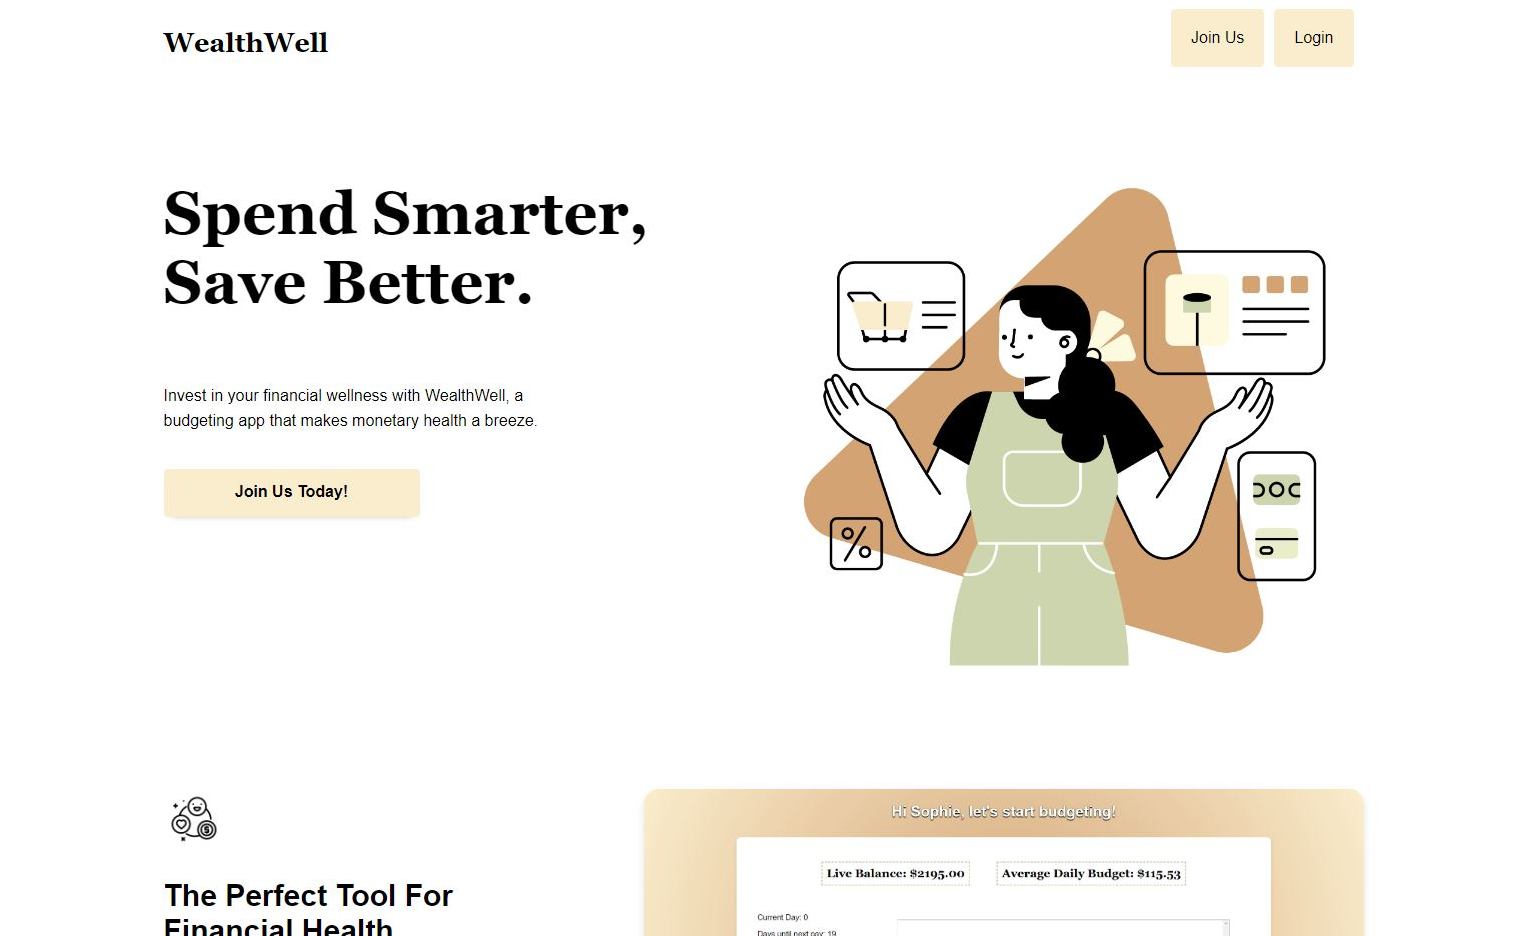 WealthWell
Join Us
Login
Spend Smarter,
Save Better.
Invest in your financial wellness with WealthWell, a
budgeting app that makes monetary health a breeze.
Join Us Today!
%
The Perfect Tool For
Financial Health
Hi Sophie, let's start budgeting!
Live Balance: $2195.00
Average Daily Budget: $115.53
Current Day: 0
Days until next pay: 19